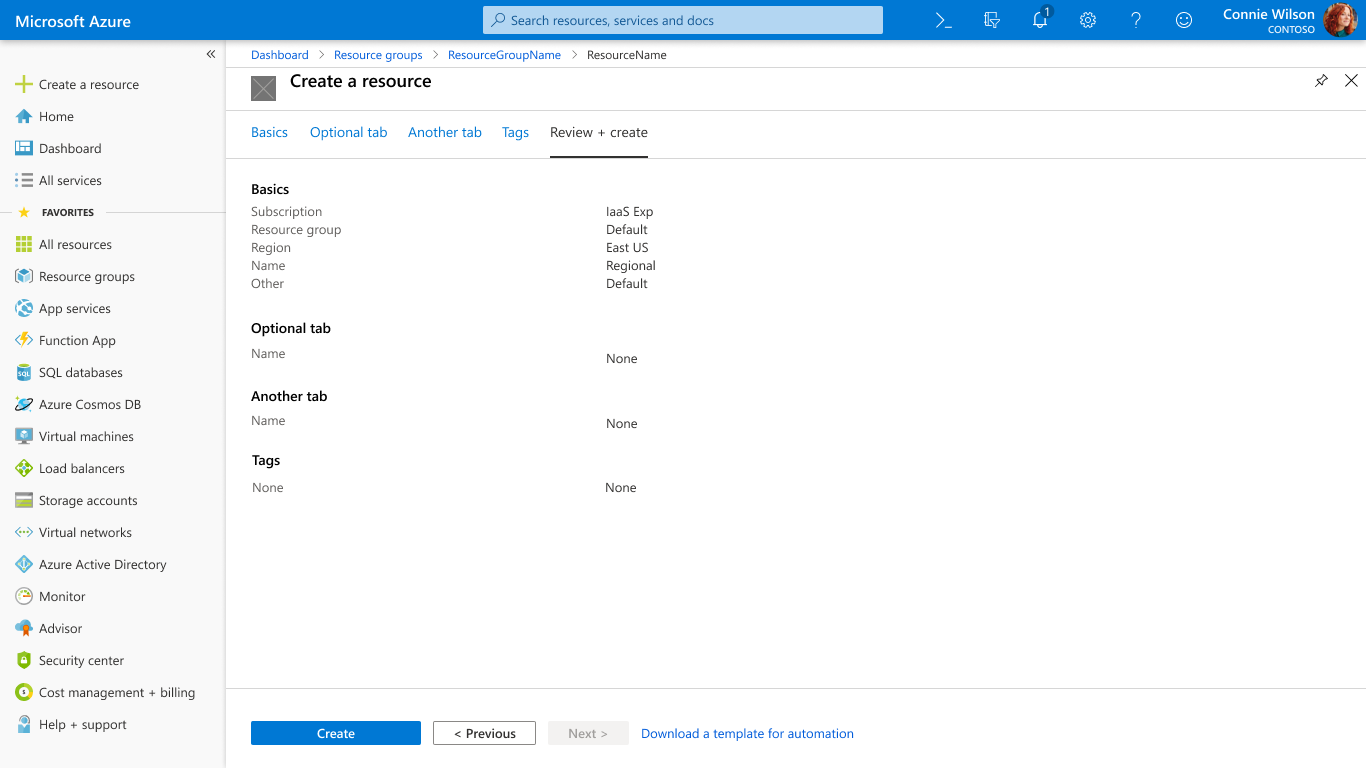 Microsoft Azure
Search resources, services and docs
1
Connie Wilson
CONTOSO
«
Dashboard > Resource groups > ResourceGroupName > ResourceName
Create a resource
Home
Dashboard
All services
FAVORITES
All resources
Resource groups
App services
Function App
SQL databases
Azure Cosmos DB
Virtual machines
Load balancers
Storage accounts
Virtual networks
Azure Active Directory
Monitor
Advisor
Security center
Cost management + billing
Help + support
Create a resource
Basics Optional tab Another tab Tags Review + create
Basics
Subscription IaaS Exp
Resource group Default
Region East US
Name Regional
Other Default
Optional tab
Name None
Another tab
Name None
Tags
None None
Create < Previous Next > Download a template for automation